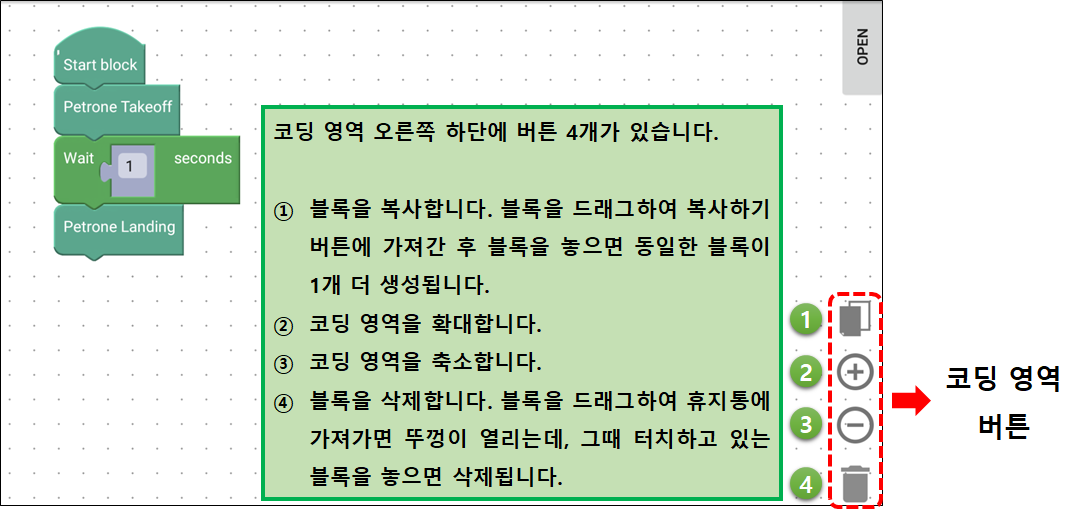 OPEN
Start block
Petrone Takeoff
Wait 1 seconds
Petrone Landing
코딩 영역 오른쪽 하단에 버튼 4개가 있습니다.
① 블록을 복사합니다. 블록을 드래그하여 복사하기
버튼에 가져간 후 블록을 놓으면 동일한 블록이
1개 더 생성됩니다.
② 코딩 영역을 확대합니다.
③ 코딩 영역을 축소합니다.
④ 블록을 삭제합니다. 블록을 드래그하여 휴지통에
가져가면 뚜껑이 열리는데, 그때 터치하고 있는
블록을 놓으면 삭제됩니다.
1
2
3
4
코딩 영역
버튼